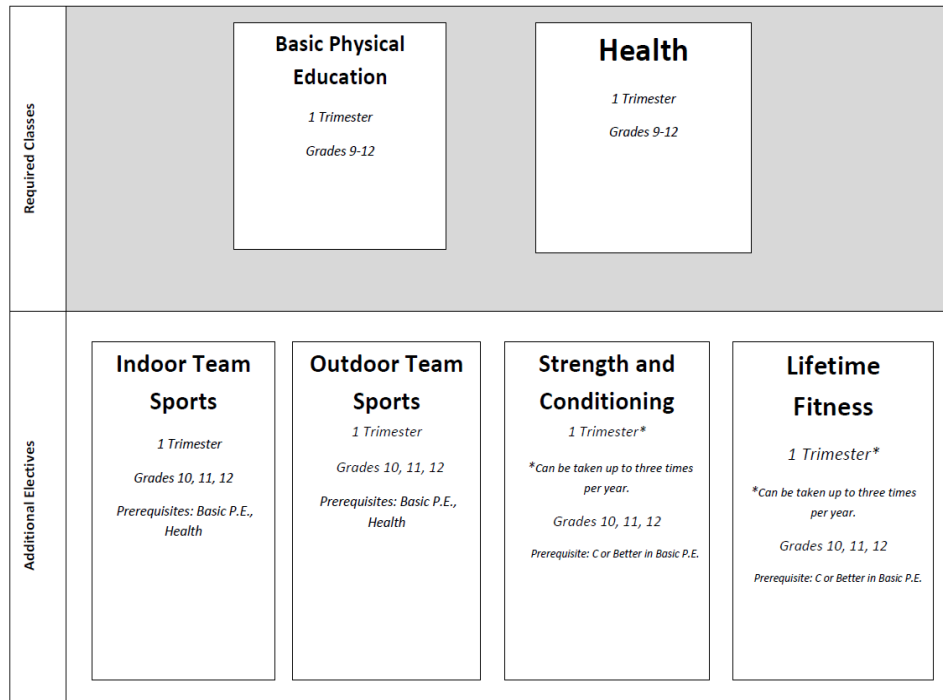 Required Classes
Basic Physical
Education
1 Trimester
Grades 9-12
Health
1 Trimester
Grades 9-12
Additional Electives
Indoor Team
Sports
1 Trimester
Grades 10, 11, 12
Prerequisites: Basic P.E.,
Health
Outdoor Team
Sports
1 Trimester
Grades 10, 11, 12
Prerequisites: Basic P.E.,
Health
Strength and
Conditioning
1 Trimester*
*Can be taken up to three times
per year.
Grades 10, 11, 12
Prerequisite: C or Better in Basic P.E.
Lifetime
Fitness
1 Trimester*
*Can be taken up to three times
per year.
Grades 10, 11, 12
Prerequisite: C or Better in Basic P.E.